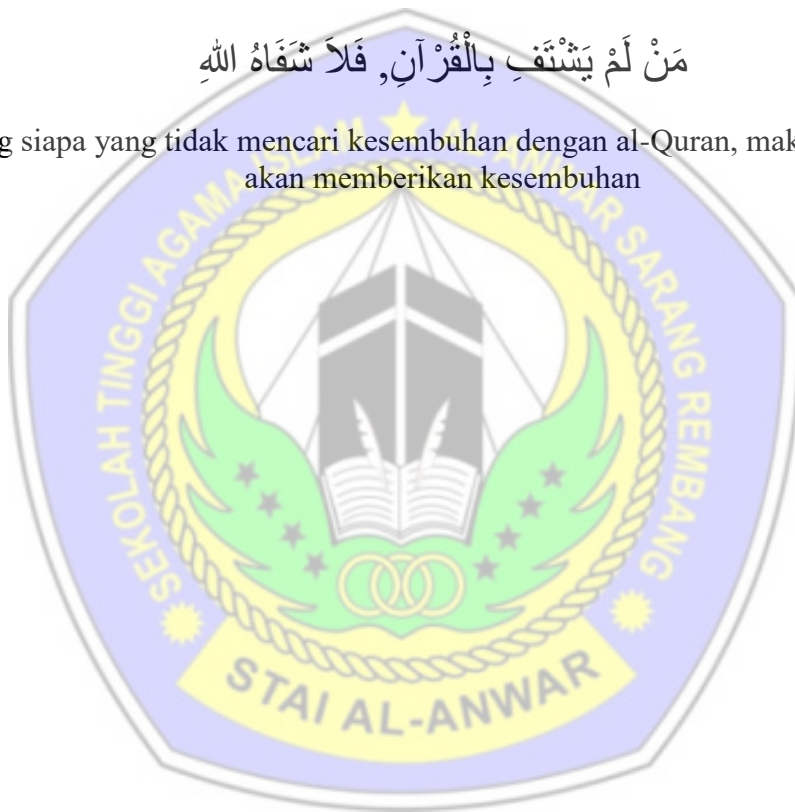 مَنْ لَمْ يَشْتَفِ بِالْقُرْآنِ, فَلاَ شَفَاهُ اللهِ
siapa yang tidak mencari kesembuhan dengan al-Quran,
akan memberikan kesembuhan
SEKOLAH TINGGI AGAMA ISLAM ★ AL-ANWAR SARANG REMBANG
STAI AL-ANWAR